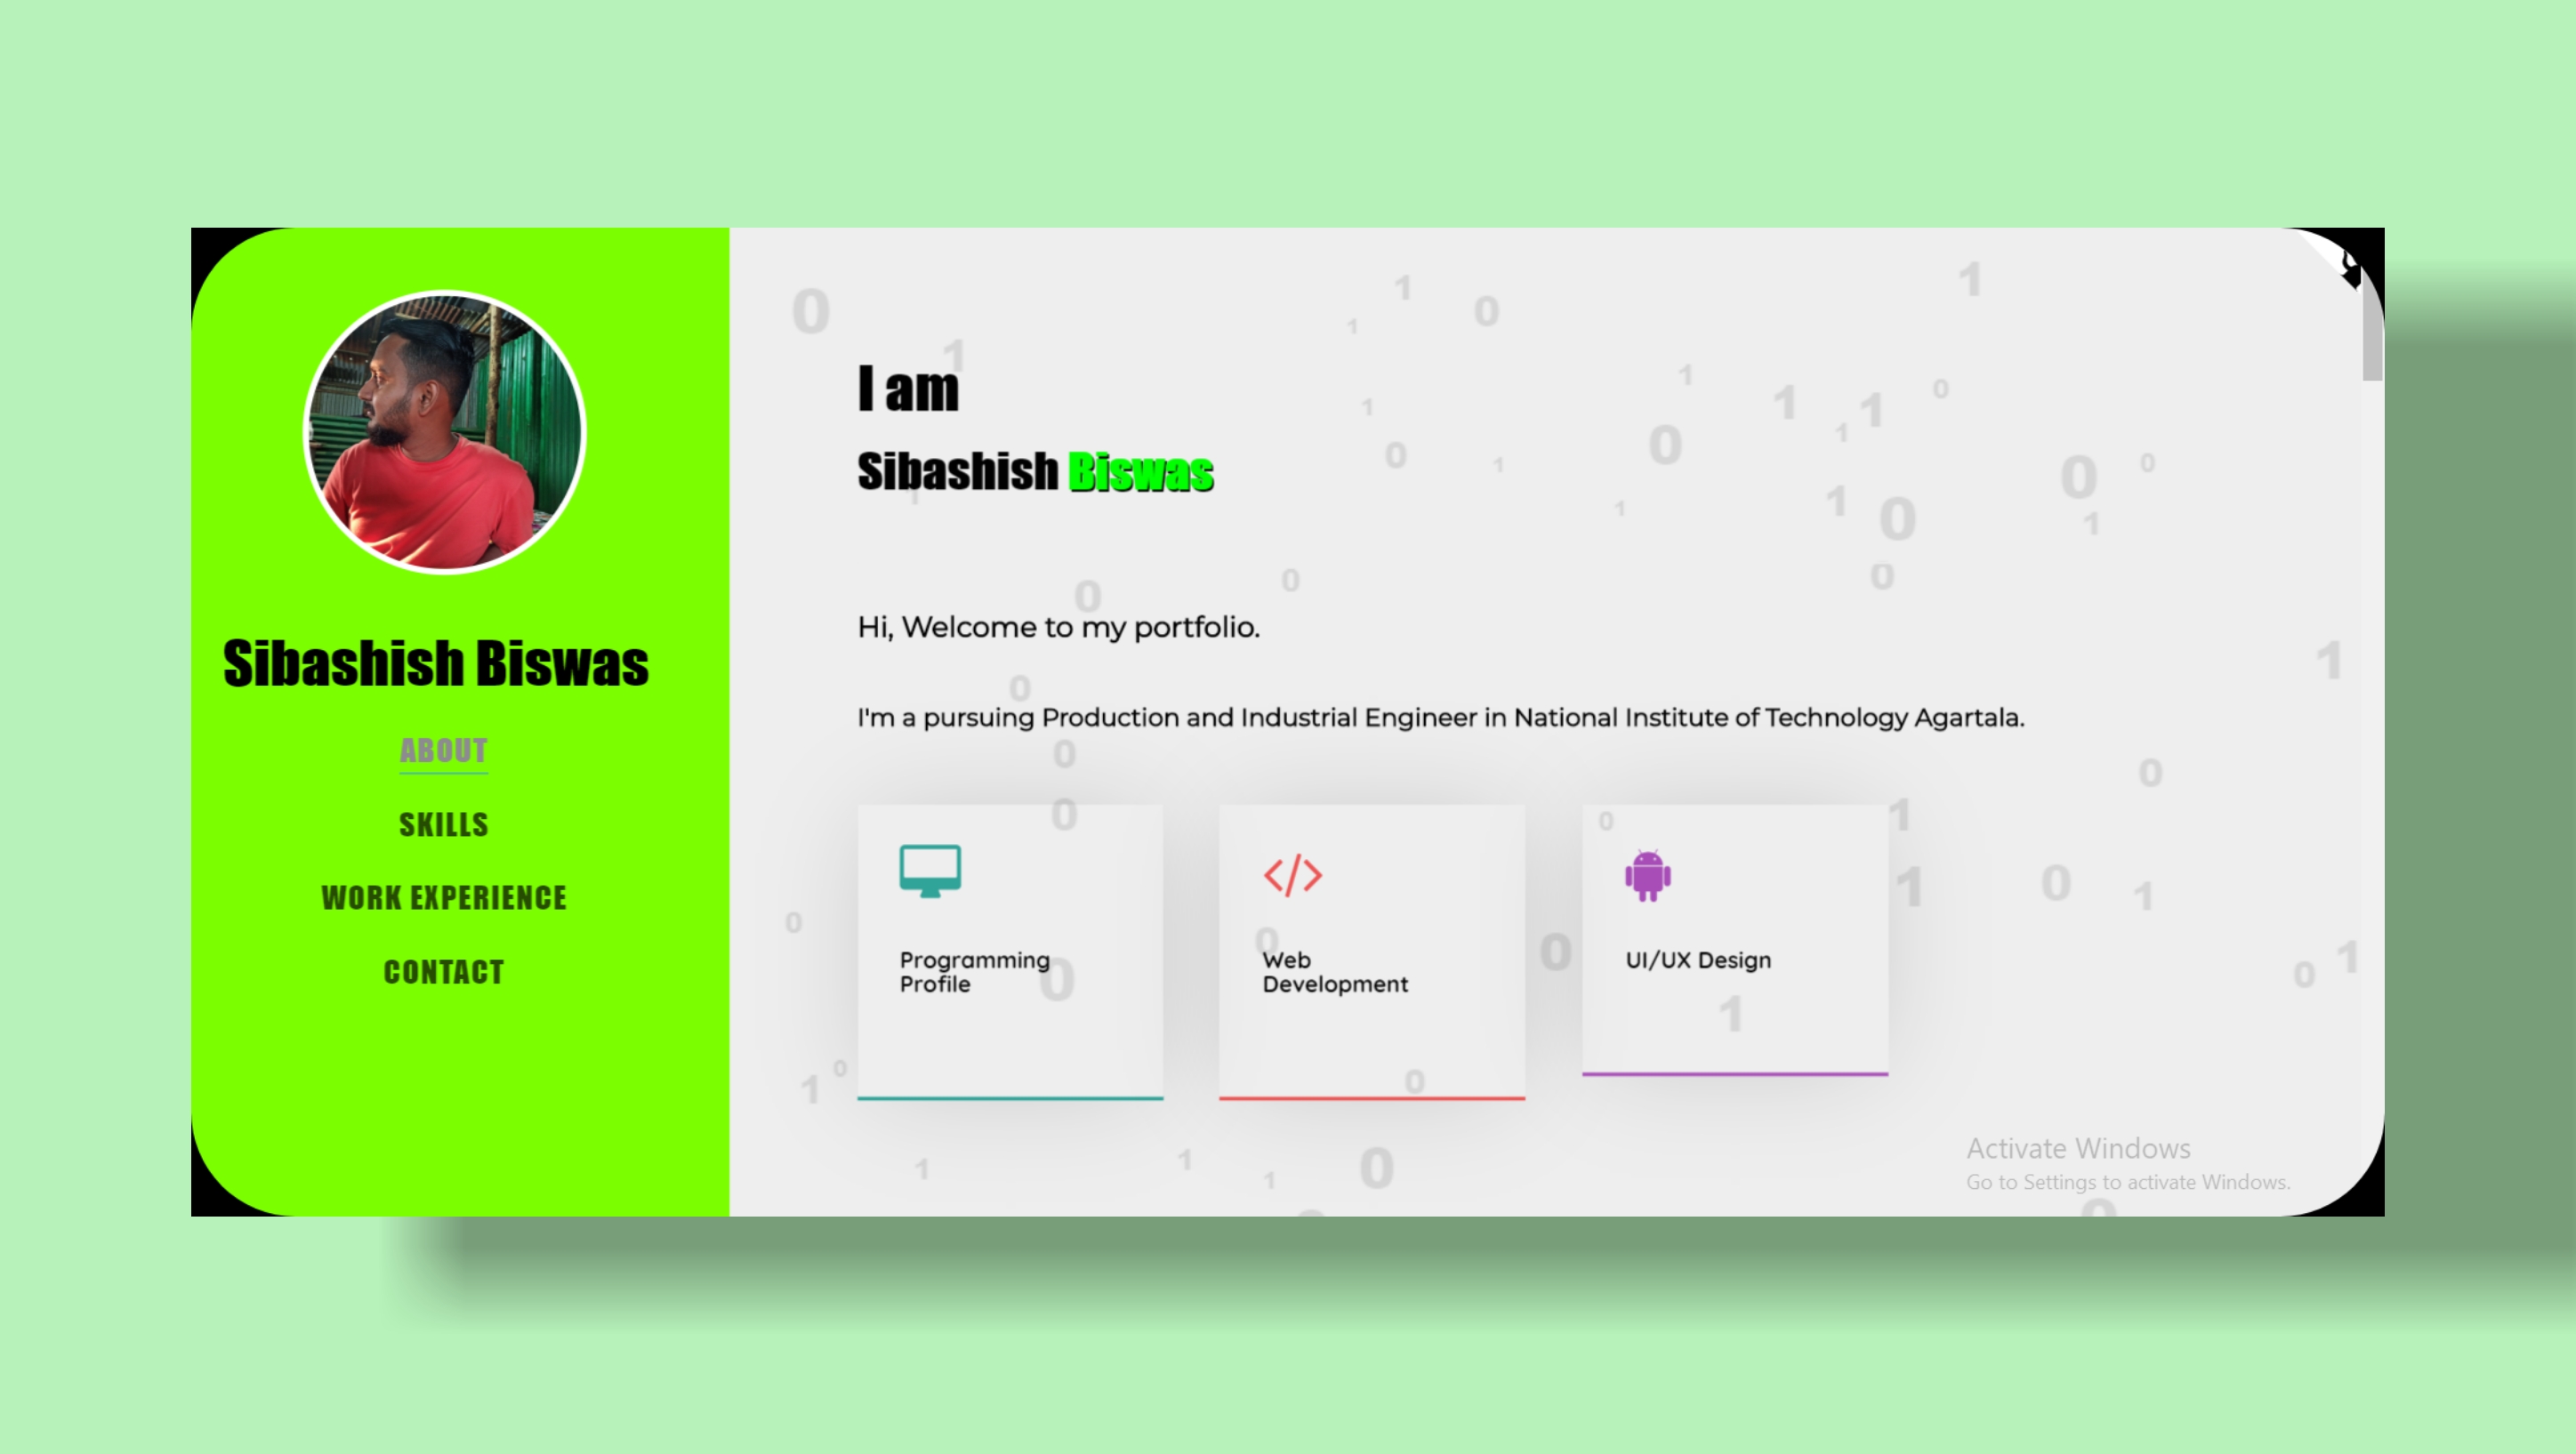 Sibashish Biswas
ABOUT
SKILLS
WORK EXPERIENCE
CONTACT
I am
Sibashish Biswas
Hi, Welcome to my portfolio.
I'm a pursuing Production and Industrial Engineer in National Institute of Technology Agartala.
Programming
Profile
Web
Development
UI/UX Design
Activate Windows
Go to Settings to activate Windows.